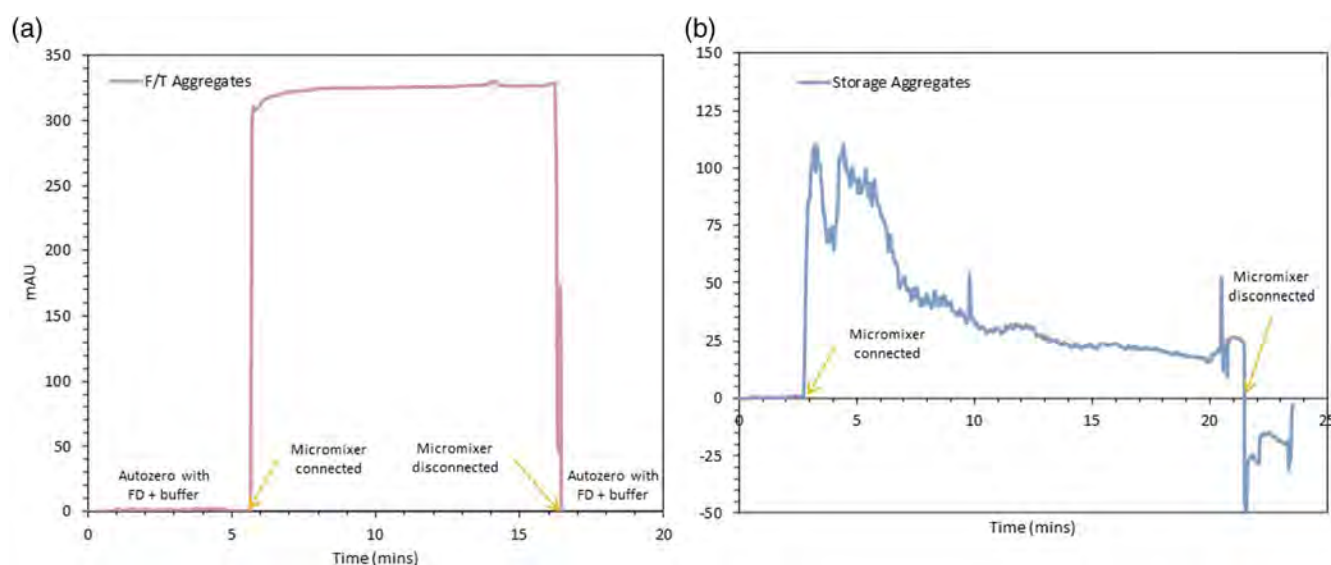 (a)
350
300
250
200
150
100
50
0
mAU
F/T Aggregates
Autozero with
FD + buffer
Micromixer
connected
Micromixer
disconnected
Autozero with
FD + buffer
0 5 10 15 20
Time (mins)
(b)
150
125
100
75
50
25
0
-25
-50
Storage Aggregates
Micromixer
connected
Micromixer
disconnected
0 5 10 15 20 25
Time (mins)